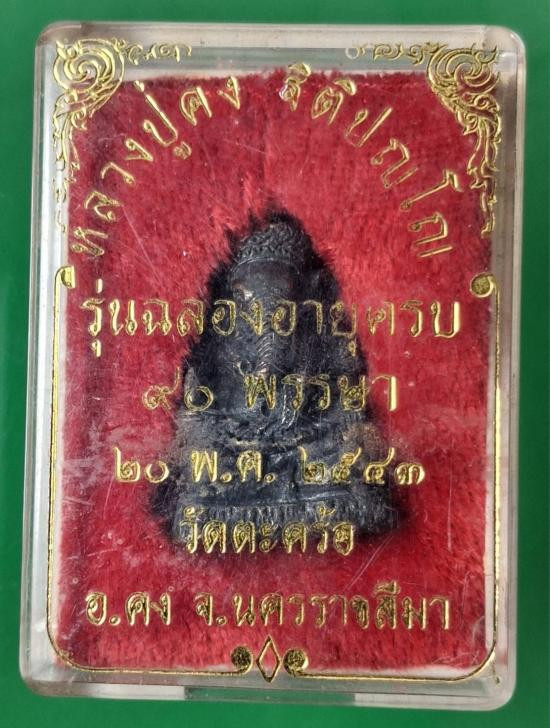 หลวงปู่คง ฐิติปญฺโญ
รุ่นฉลองอายุครบ
๙๐ พรรษา
๒๐ พ.ค. ๒๕๔๓
วัดตะคร้อ
อ.คง จ.นครราชสีมา